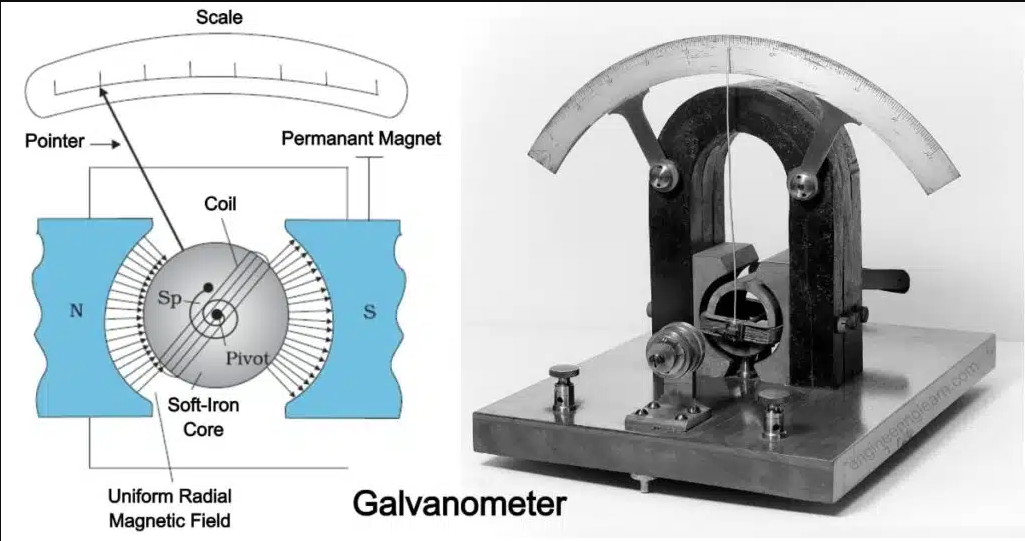 Scale
Pointer
Permanant Magnet
Coil
N
Sp
S
Pivot
Soft-Iron
Core
Uniform Radial
Magnetic Field
Galvanometer